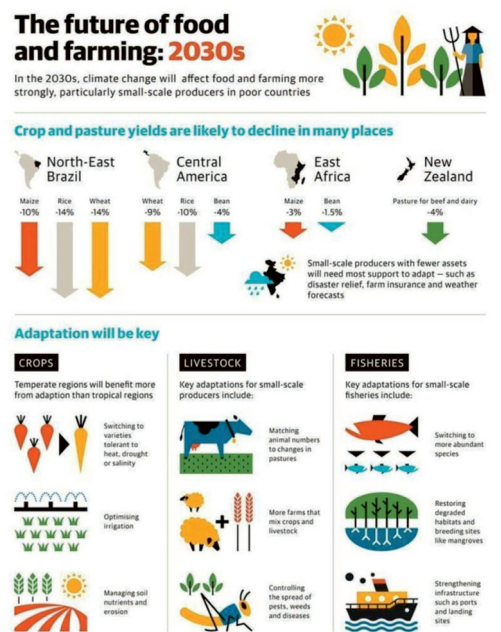 The future of food
and farming: 2030s
In the 2030s, climate change will affect food and farming more
strongly, particularly small-scale producers in poor countries
Crop and pasture yields are likely to decline in many places
North-East
Brazil
Maize
-10%
Rice
-14%
Wheat
-14%
Central
America
Wheat
-9%
Rice
-10%
Bean
-4%
East
Africa
Maize
-3%
Bean
-1.5%
New
Zealand
Pasture for beef and dairy
-4%
Small-scale producers with fewer assets
will need most support to adapt – such as
disaster relief, farm insurance and weather
forecasts
Adaptation will be key
CROPS
Temperate regions will benefit more
from adaption than tropical regions
Switching to
varieties
tolerant to
heat, drought
or salinity
Optimising
irrigation
Managing soil
nutrients and
erosion
LIVESTOCK
Key adaptations for small-scale
producers include:
Matching
animal numbers
to changes in
pastures
More farms that
mix crops and
livestock
Controlling
the spread of
pests, weeds
and diseases
FISHERIES
Key adaptations for small-scale
fisheries include:
Switching to
more abundant
species
Restoring
degraded
habitats and
breeding sites
like mangroves
Strengthening
infrastructure
such as ports
and landing
sites